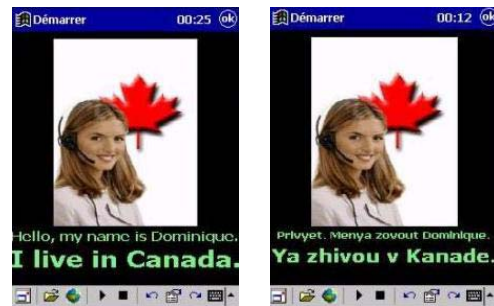 Démarrer 00:25 ok
Hello, my name is Dominique.
I live in Canada.
Démarrer 00:12 ok
Privyet. Menya zovout Dominique.
Ya zhivou v Kanade.